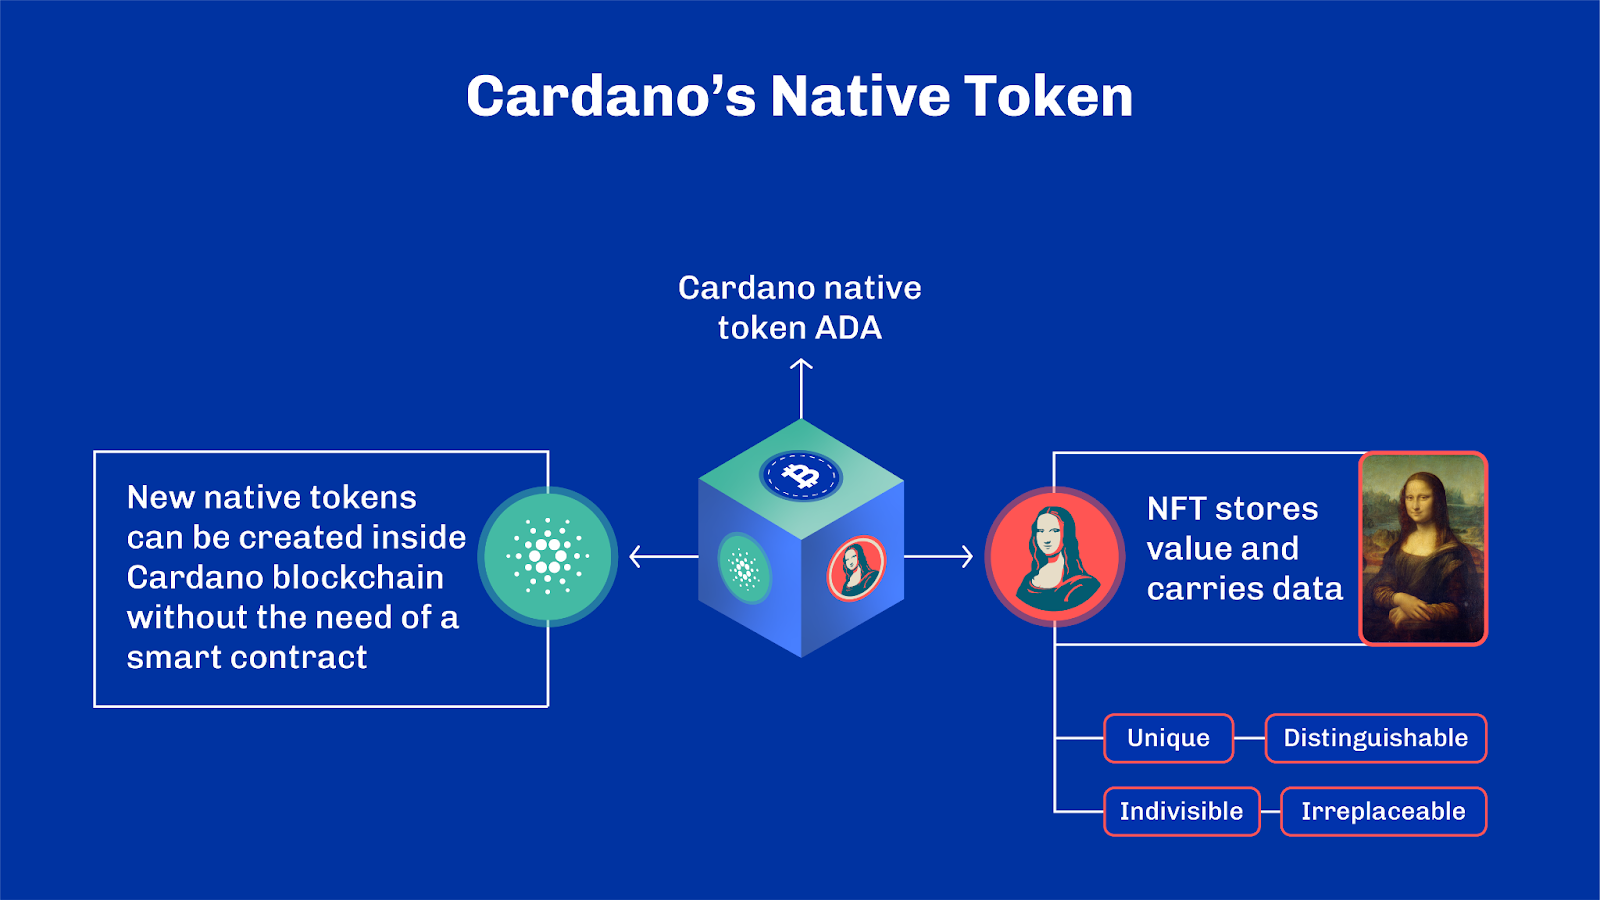 Cardano’s Native Token
Cardano native
token ADA
New native tokens
can be created inside
Cardano blockchain
without the need of a
smart contract
NFT stores
value and
carries data
Unique
Distinguishable
Indivisible
Irreplaceable